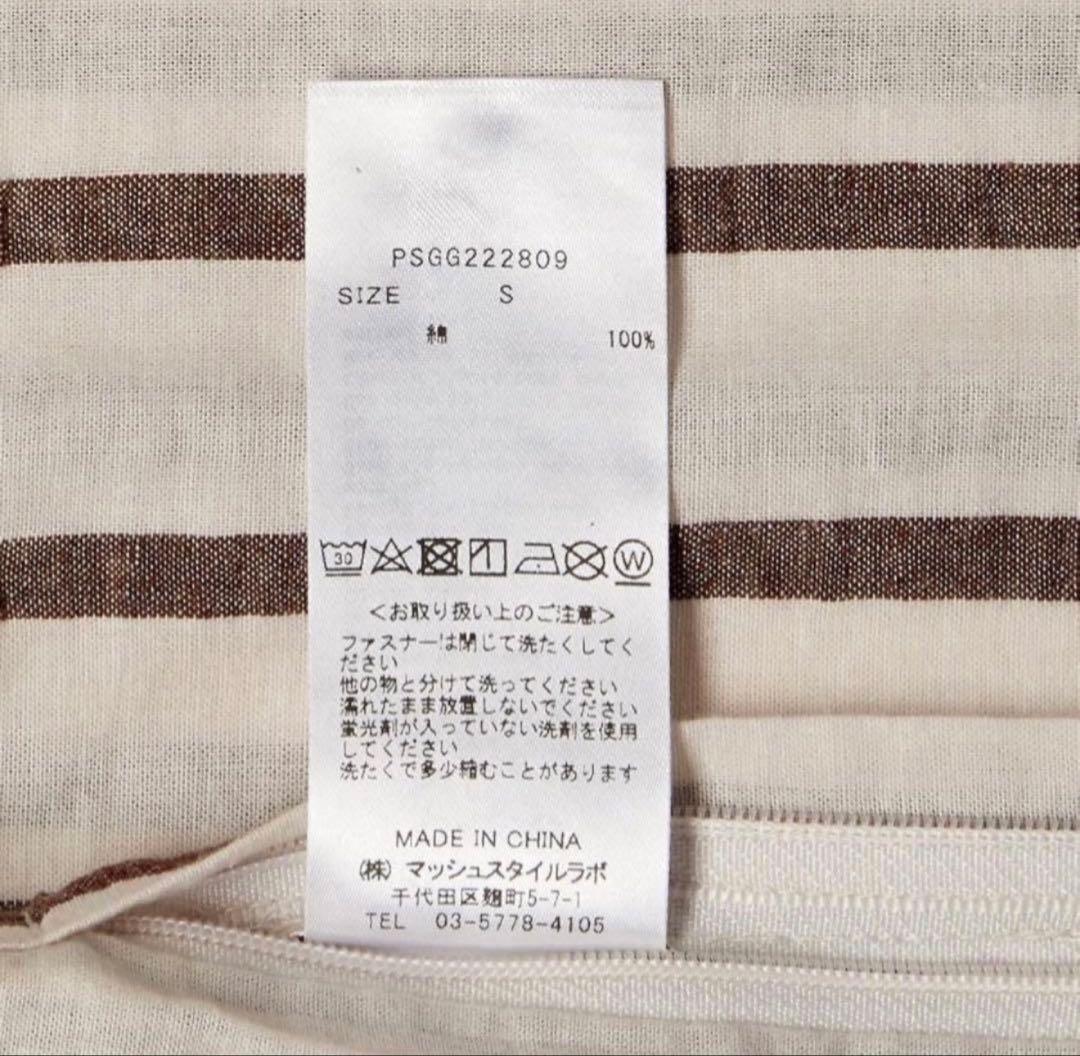 PSGG222809
SIZE S
綿 100%
30 W
<お取り扱い上のご注意>
ファスナーは閉じて洗たくしてく
ださい
他の物と分けて洗ってください
濡れたまま放置しないでください
蛍光剤が入っていない洗剤を使用
してください
洗たくで多少縮むことがあります
MADE IN CHINA
(株) マッシュスタイルラボ
千代田区麹町5-7-1
TEL 03-5778-4105